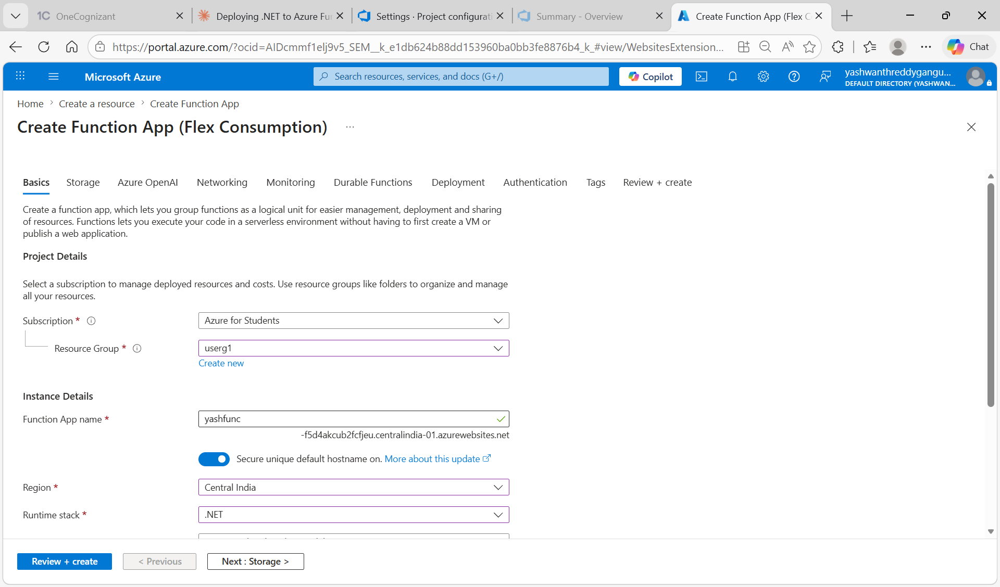 OneCognizant
Deploying .NET to Azure Fu
Settings · Project configurati
Summary - Overview
Create Function App (Flex C
https://portal.azure.com/?ocid=AIDcmmf1elj9v5_SEM__k_e1db624b88dd153960ba0bb3fe8876b4_k_#view/WebsitesExtension...
Chat
Microsoft Azure
Search resources, services, and docs (G+/)
Copilot
yashwanthreddygangu...
DEFAULT DIRECTORY (YASHWAN...
Home > Create a resource > Create Function App
Create Function App (Flex Consumption) ...
Basics Storage Azure OpenAI Networking Monitoring Durable Functions Deployment Authentication Tags Review + create
Create a function app, which lets you group functions as a logical unit for easier management, deployment and sharing
of resources. Functions lets you execute your code in a serverless environment without having to first create a VM or
publish a web application.
Project Details
Select a subscription to manage deployed resources and costs. Use resource groups like folders to organize and manage
all your resources.
Subscription *
Azure for Students
Resource Group *
userg1
Create new
Instance Details
Function App name *
yashfunc
-f5d4akcub2fcfjeu.centralindia-01.azurewebsites.net
Secure unique default hostname on. More about this update
Region *
Central India
Runtime stack *
.NET
Review + create
< Previous
Next : Storage >